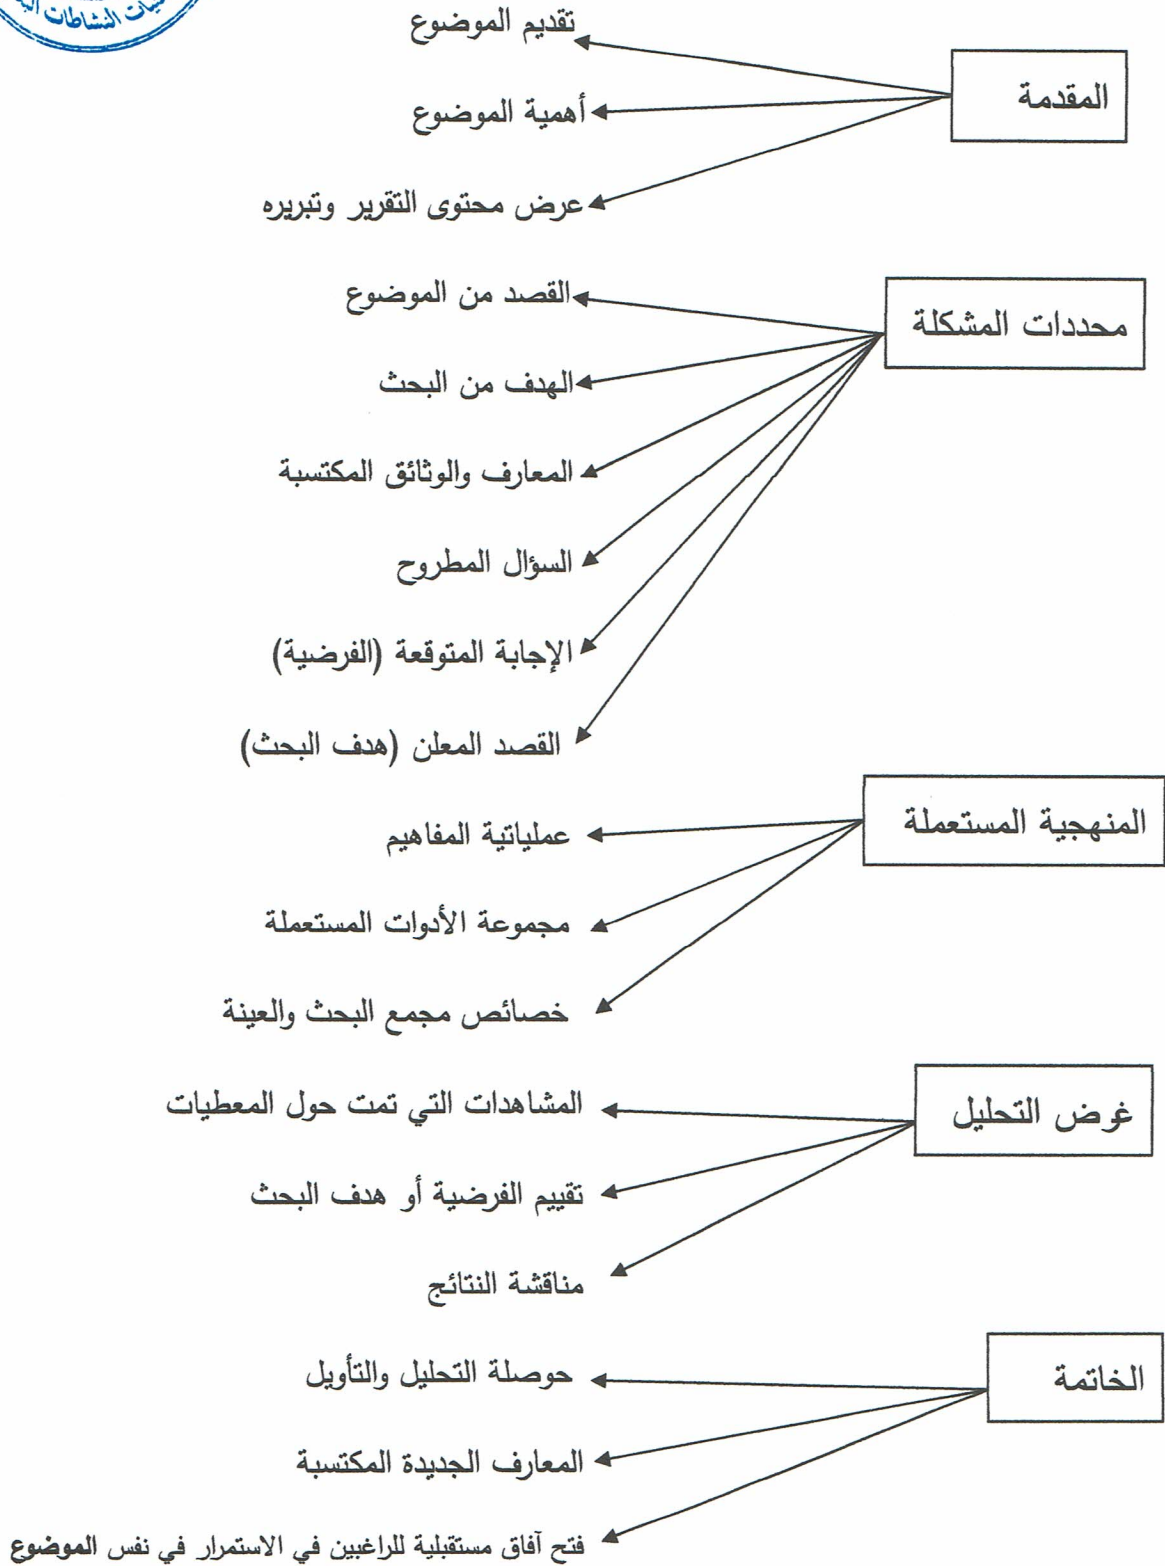 يات النشاطات
المقدمة
تقديم الموضوع
أهمية الموضوع
عرض محتوى التقرير وتبريره
محددات المشكلة
القصد من الموضوع
الهدف من البحث
المعارف والوثائق المكتسبة
السؤال المطروح
الإجابة المتوقعة (الفرضية)
القصد المعلن (هدف البحث)
المنهجية المستعملة
عملياتية المفاهيم
مجموعة الأدوات المستعملة
خصائص مجمع البحث والعينة
غرض التحليل
المشاهدات التي تمت حول المعطيات
تقييم الفرضية أو هدف البحث
مناقشة النتائج
الخاتمة
حوصلة التحليل والتأويل
المعارف الجديدة المكتسبة
فتح آفاق مستقبلية للراغبين في الاستمرار في نفس الموضوع